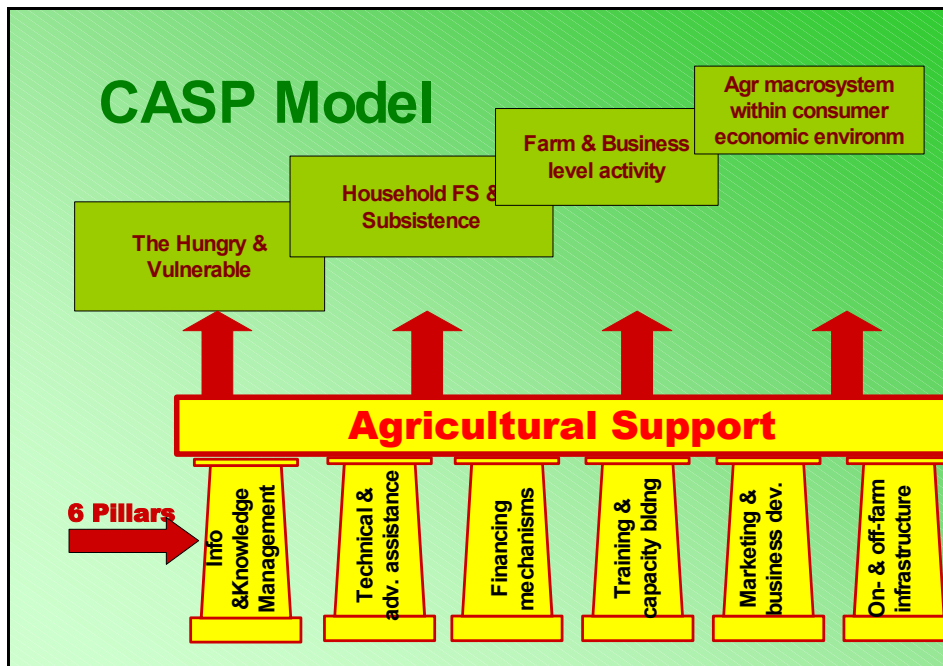 CASP Model
Agr macrosystem
within consumer
economic environm
Farm & Business
level activity
Household FS &
Subsistence
The Hungry &
Vulnerable
Agricultural Support
6 Pillars
Info
&Knowledge
Management
Technical &
adv. assistance
Financing
mechanisms
Training &
capacity bldng
Marketing &
business dev.
On- & off-farm
infrastructure